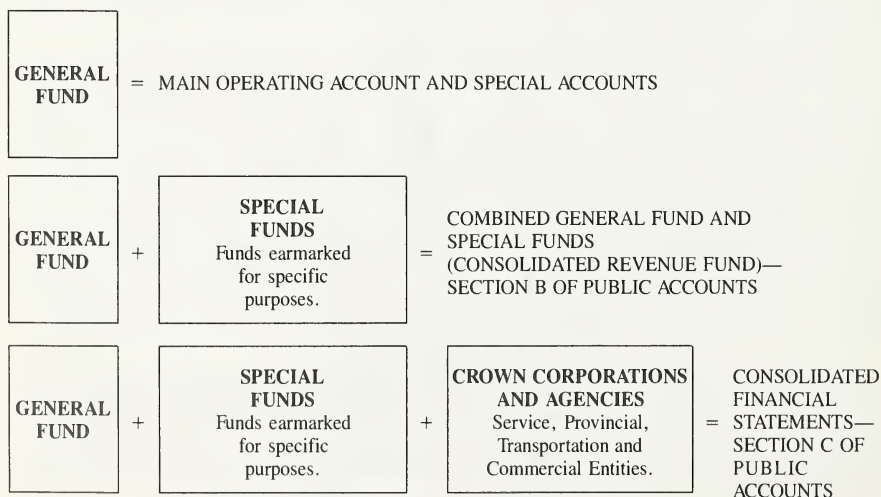 GENERAL
FUND
= MAIN OPERATING ACCOUNT AND SPECIAL ACCOUNTS
GENERAL
FUND
+
SPECIAL
FUNDS
Funds earmarked
for specific
purposes.
=
COMBINED GENERAL FUND AND
SPECIAL FUNDS
(CONSOLIDATED REVENUE FUND)—
SECTION B OF PUBLIC ACCOUNTS
GENERAL
FUND
+
SPECIAL
FUNDS
Funds earmarked
for specific
purposes.
+
CROWN CORPORATIONS
AND AGENCIES
Service, Provincial,
Transportation and
Commercial Entities.
=
CONSOLIDATED
FINANCIAL
STATEMENTS—
SECTION C OF
PUBLIC
ACCOUNTS